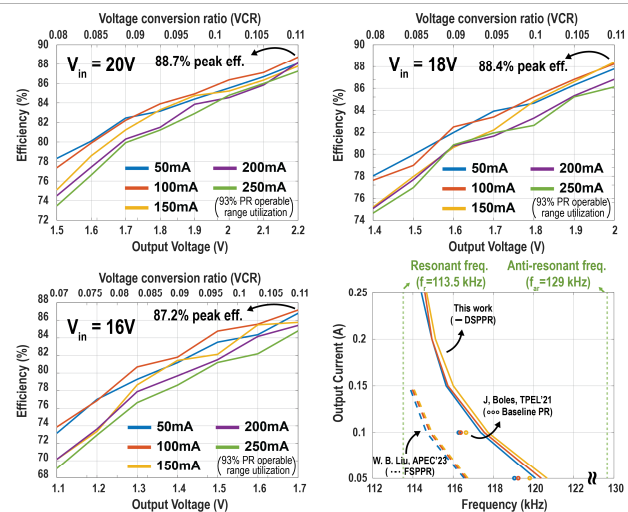 Voltage conversion ratio (VCR)
0.08 0.085 0.09 0.095 0.1 0.105 0.11
90
88
86
84
82
80
78
76
74
72
Efficiency (%)
Vin = 20V
88.7% peak eff.
50mA
100mA
150mA
200mA
250mA
(93% PR operable
range utilization)
1.5 1.6 1.7 1.8 1.9 2 2.1 2.2
Output Voltage (V)
Voltage conversion ratio (VCR)
0.08 0.085 0.09 0.095 0.1 0.105 0.11
90
88
86
84
82
80
78
76
74
Efficiency (%)
Vin = 18V
88.4% peak eff.
50mA
100mA
150mA
200mA
250mA
(93% PR operable
range utilization)
1.4 1.5 1.6 1.7 1.8 1.9 2
Output Voltage (V)
Voltage conversion ratio (VCR)
0.07 0.075 0.08 0.085 0.09 0.095 0.1 0.105 0.11
88
86
84
82
80
78
76
74
72
70
68
Efficiency (%)
Vin = 16V
87.2% peak eff.
50mA
100mA
150mA
200mA
250mA
(93% PR operable
range utilization)
1.1 1.2 1.3 1.4 1.5 1.6 1.7
Output Voltage (V)
Resonant freq.
(fr=113.5 kHz)
Anti-resonant freq.
(far=129 kHz)
0.25
0.2
0.15
0.1
0.05
Output Current (A)
This work
(— DSPPR)
J, Boles, TPEL'21
(ooo Baseline PR)
W. B. Liu, APEC'23
(··· FSPPR)
112 114 116 118 120 122 130
Frequency (kHz)